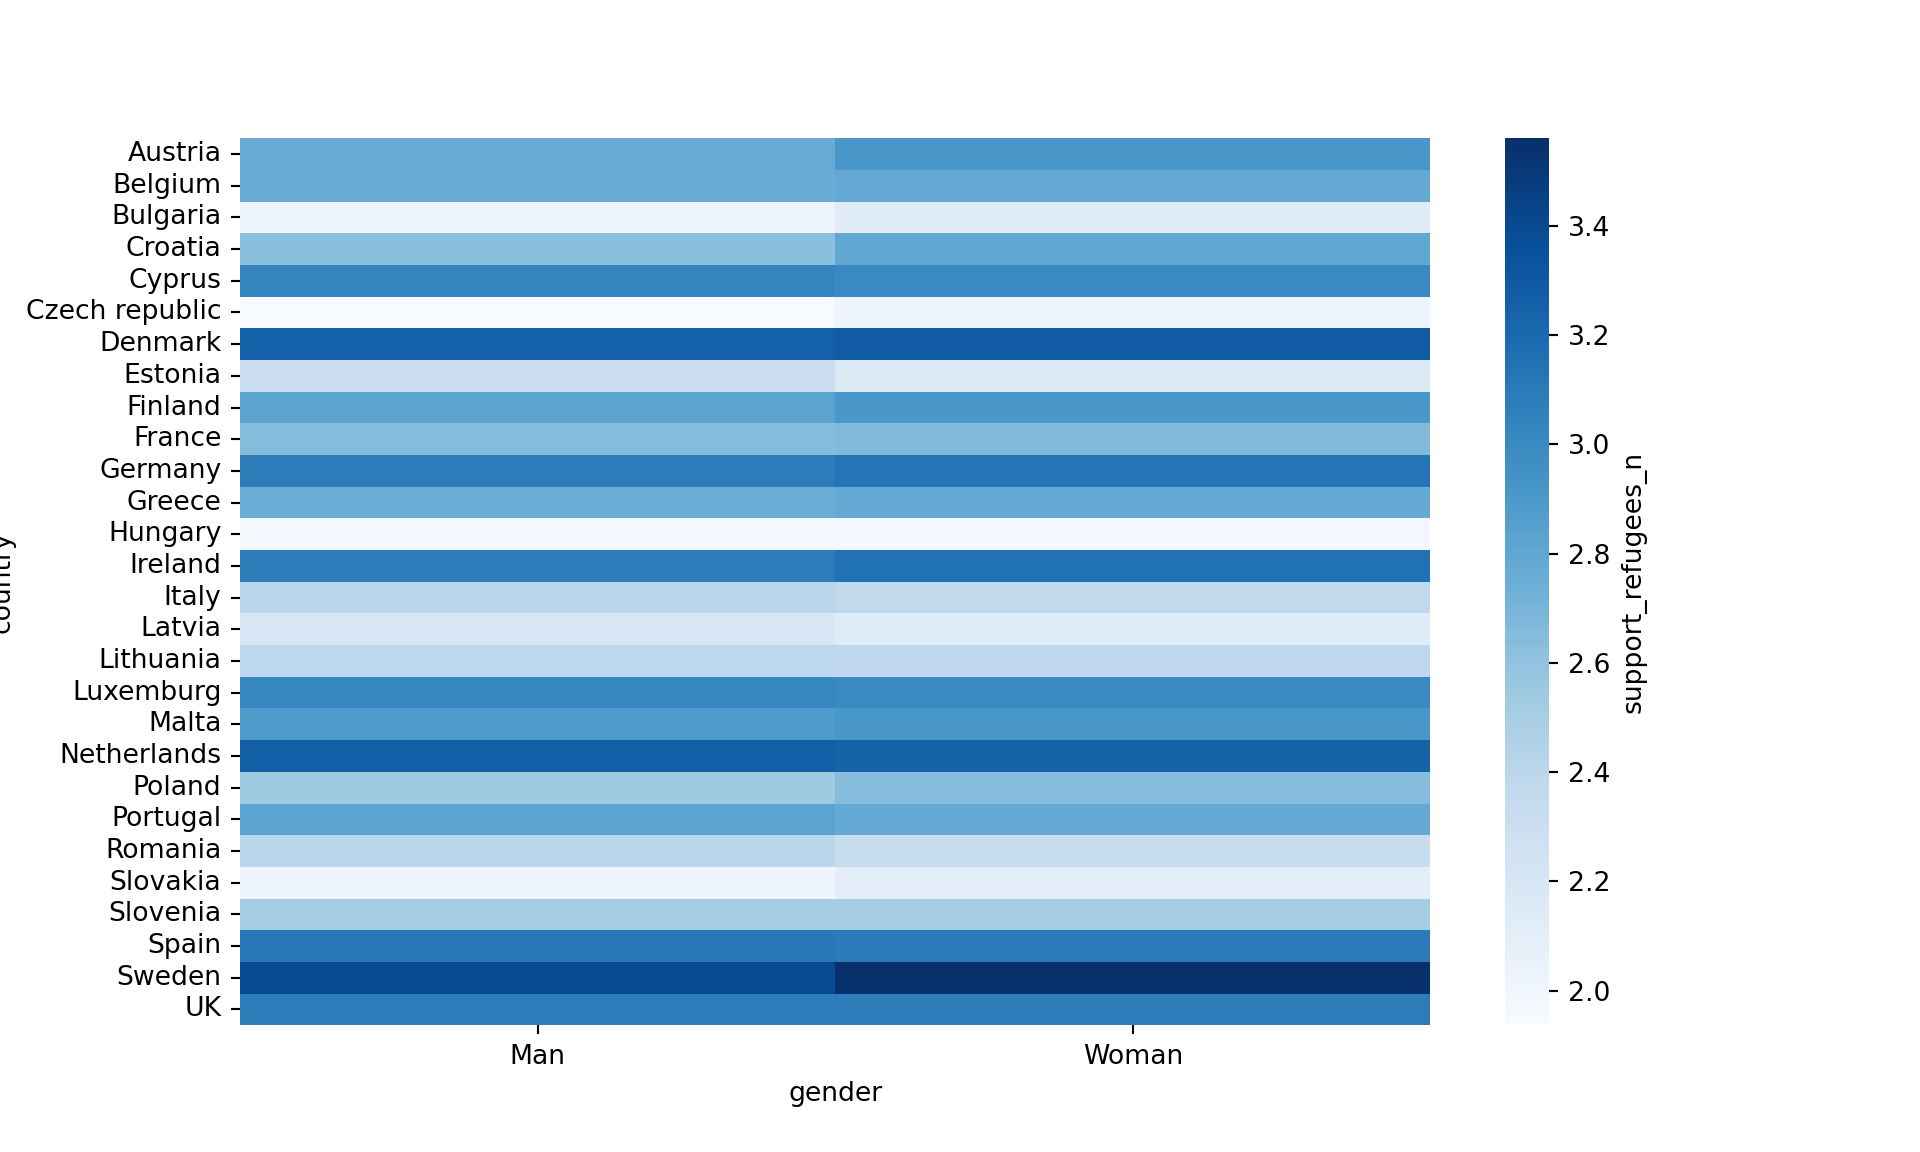 Austria
Belgium
Bulgaria
Croatia
Cyprus
Czech republic
Denmark
Estonia
Finland
France
Germany
Greece
Hungary
Ireland
Italy
Latvia
Lithuania
Luxemburg
Malta
Netherlands
Poland
Portugal
Romania
Slovakia
Slovenia
Spain
Sweden
UK
country
Man
Woman
gender
3.4
3.2
3.0
2.8
2.6
2.4
2.2
2.0
support_refugees_n